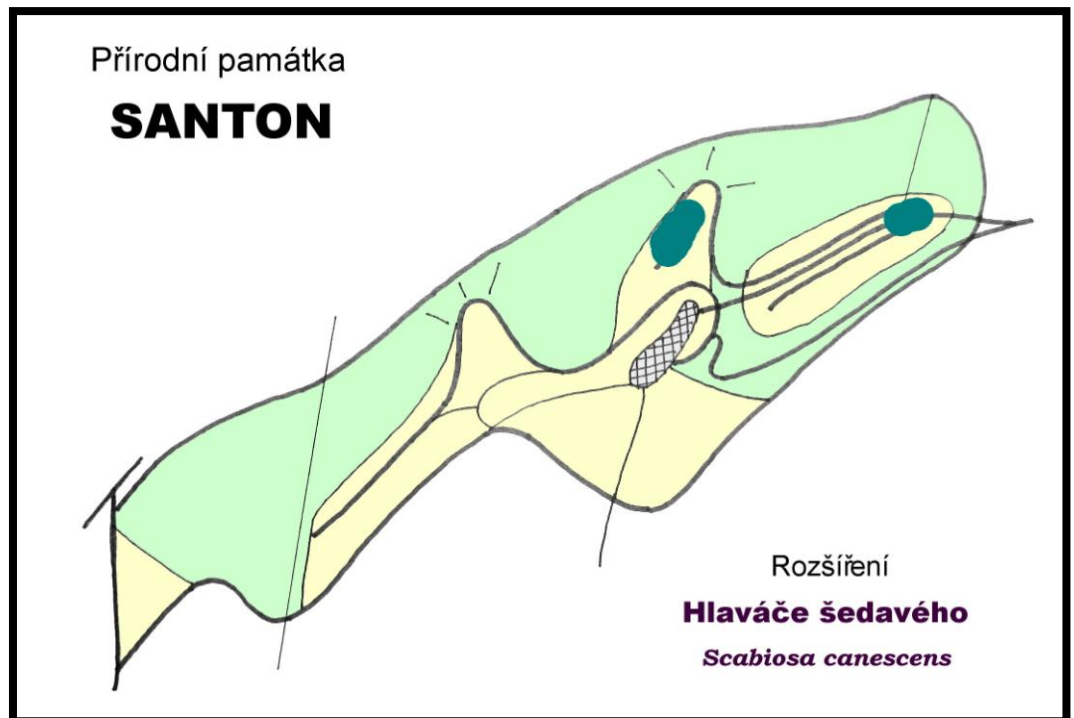 Přírodní památka
SANTON
Rozšíření
Hlaváče šedavého
Scabiosa canescens